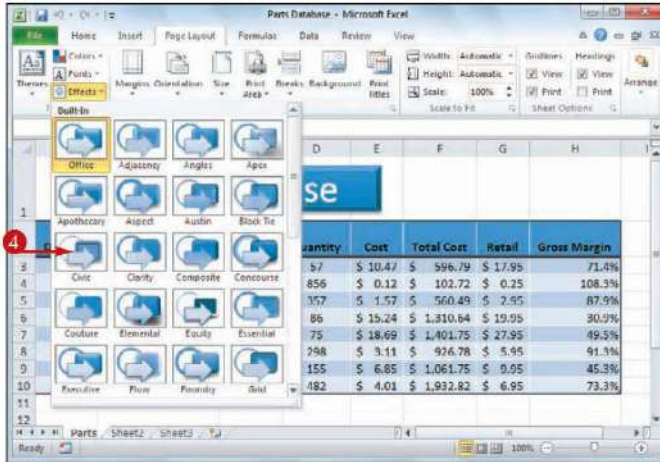 Parts Database - Microsoft Excel
File Home Insert Page Layout Formulas Data Review View
Colors
Fonts
Effects
Themes Margins Orientation Size Print Area Breaks Background Print Titles
Width: Automatic
Height: Automatic
Scale: 100%
Scale to Fit
Gridlines Headings
View View
Print Print
Sheet Options
Arrange
Built-In
Office Adjacency Angles Apex
Apothecary Aspect Austin Black Tie
Civic Clarity Composite Concourse
Couture Elemental Equity Essential
Executive Flow Foundry Grid
4
D E F G H
1 se
D uantity Cost Total Cost Retail Gross Margin
3 57 $ 10.47 $ 596.79 $ 17.95 71.4%
4 856 $ 0.12 $ 102.72 $ 0.25 108.3%
5 357 $ 1.57 $ 560.49 $ 2.95 87.9%
6 86 $ 15.24 $ 1,310.64 $ 19.95 30.9%
7 75 $ 18.69 $ 1,401.75 $ 27.95 49.5%
8 298 $ 3.11 $ 926.78 $ 5.95 91.3%
9 155 $ 6.85 $ 1,061.75 $ 9.95 45.3%
10 482 $ 4.01 $ 1,932.82 $ 6.95 73.3%
11
12
Parts Sheet2 Sheet3
Ready 100%